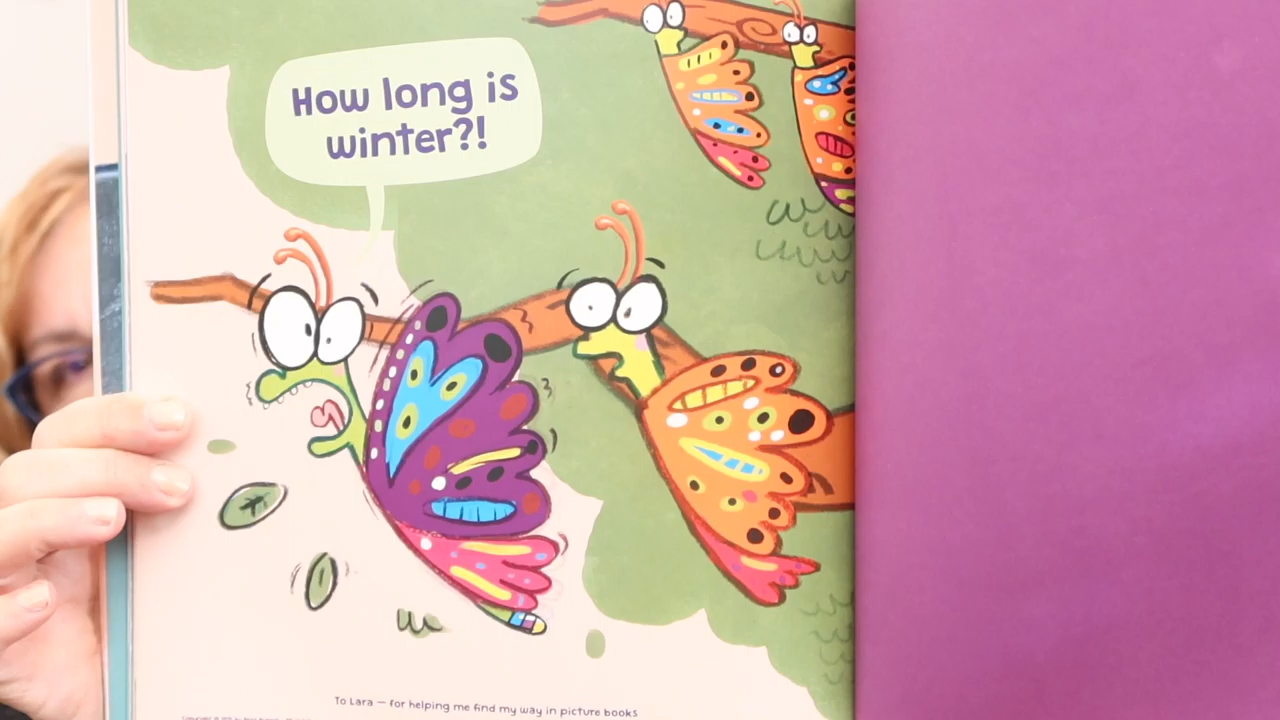 How long is
winter?!
To Lara — for helping me find my way in picture books